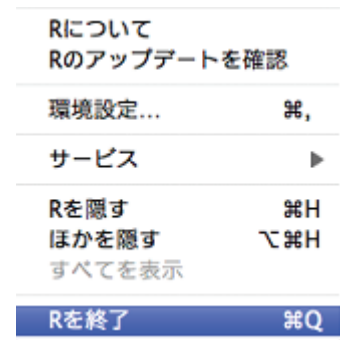 Rについて
Rのアップデートを確認
環境設定... ⌘,
サービス ▶
Rを隠す ⌘H
ほかを隠す ⌥⌘H
すべてを表示
Rを終了 ⌘Q